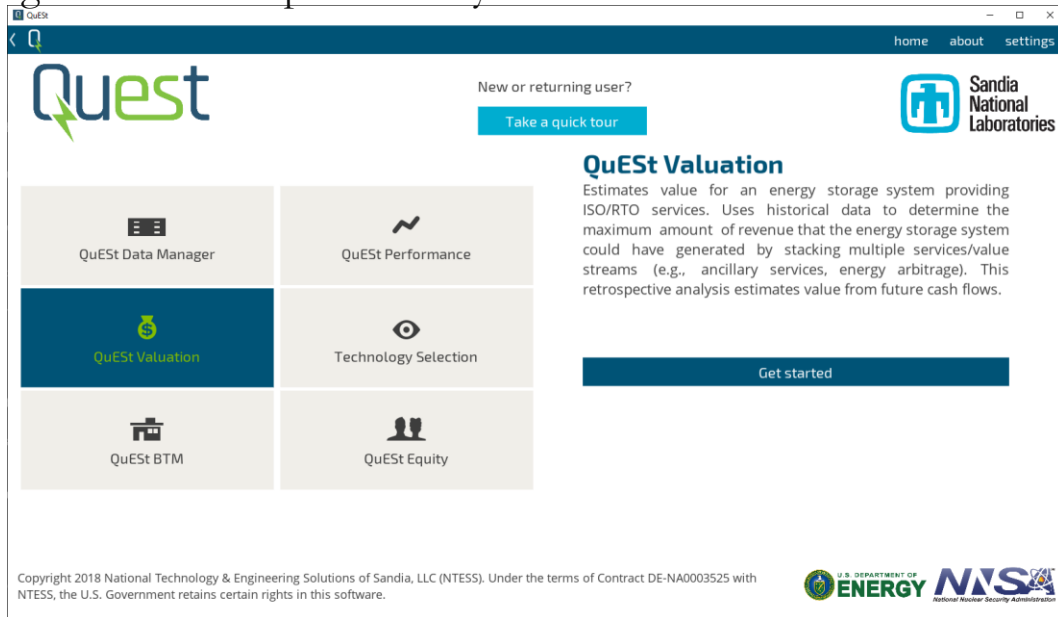 QuESt
home about settings
Quest
New or returning user?
Take a quick tour
Sandia
National
Laboratories
QuESt Data Manager
QuESt Performance
QuESt Valuation
Technology Selection
QuESt BTM
QuESt Equity
QuESt Valuation
Estimates value for an energy storage system providing
ISO/RTO services. Uses historical data to determine the
maximum amount of revenue that the energy storage system
could have generated by stacking multiple services/value
streams (e.g., ancillary services, energy arbitrage). This
retrospective analysis estimates value from future cash flows.
Get started
Copyright 2018 National Technology & Engineering Solutions of Sandia, LLC (NTESS). Under the terms of Contract DE-NA0003525 with
NTESS, the U.S. Government retains certain rights in this software.
U.S. DEPARTMENT OF
ENERGY
NNSA
National Nuclear Security Administration